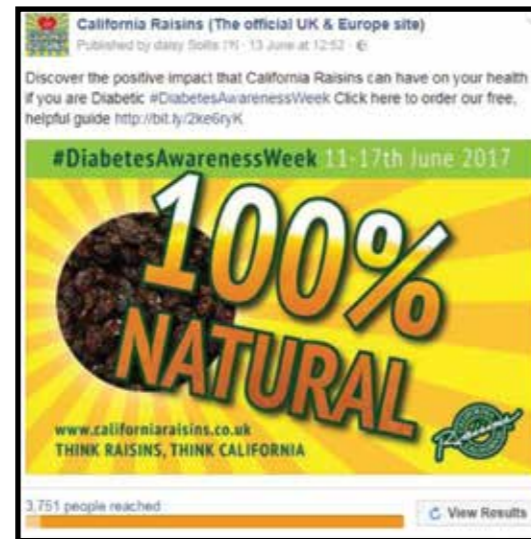 California Raisins (The official UK & Europe site)
Published by daisy 13 June at 12:52
Discover the positive impact that California Raisins can have on your health
if you are Diabetic #DiabetesAwarenessWeek Click here to order our free,
helpful guide http://bit.ly/2ke6ryK
#DiabetesAwarenessWeek 11-17th June 2017
100%
NATURAL
www.californiaraisins.co.uk
THINK RAISINS, THINK CALIFORNIA
Raisins
3,751 people reached
View Results